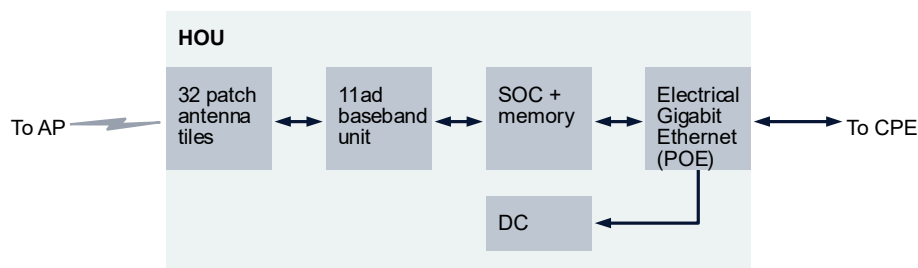 HOU
32 patch
antenna
tiles
11ad
baseband
unit
SOC +
memory
Electrical
Gigabit
Ethernet
(POE)
To AP
To CPE
DC